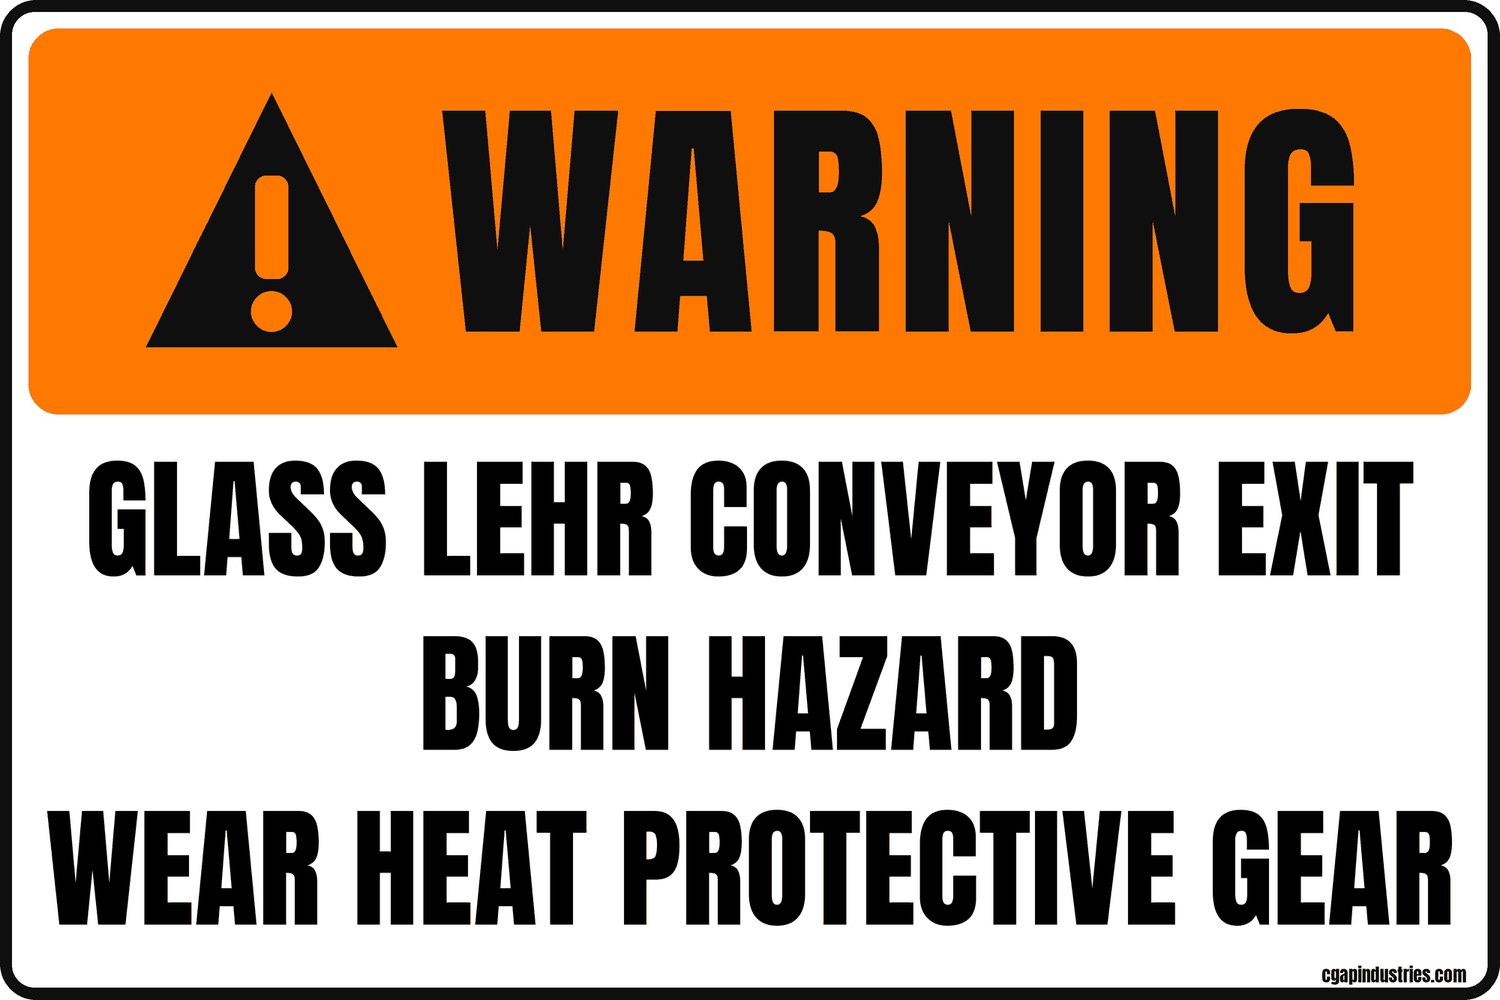 WARNING
GLASS LEHR CONVEYOR EXIT
BURN HAZARD
WEAR HEAT PROTECTIVE GEAR
cgapindustries.com